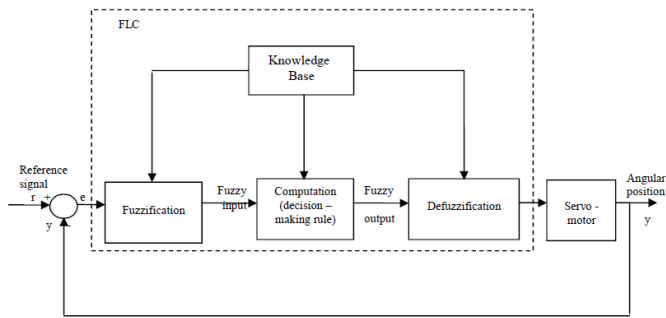 FLC
Knowledge
Base
Reference
signal
r
+
e
y
-
Fuzzification
Fuzzy
input
Computation
(decision –
making rule)
Fuzzy
output
Defuzzification
Servo -
motor
Angular
position
y